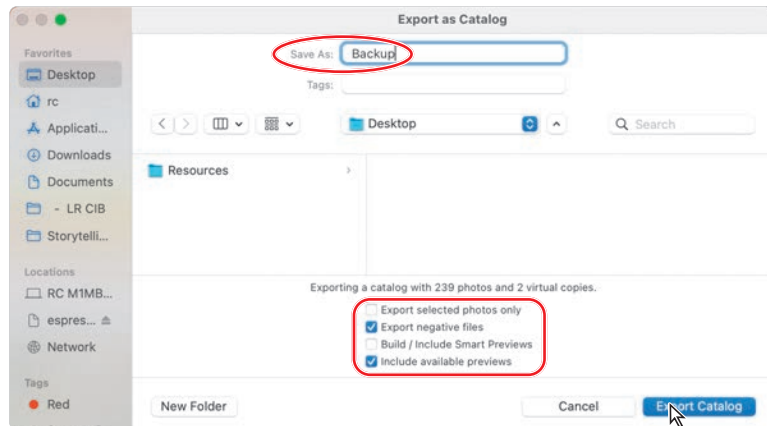 Export as Catalog
Save As: Backup
Tags:
Desktop
Search
Favorites
Desktop
rc
Applicati...
Downloads
Documents
- LR CIB
Storytelli...
Locations
RC M1MB...
espres...
Network
Tags
Red
Resources
Exporting a catalog with 239 photos and 2 virtual copies.
Export selected photos only
Export negative files
Build / Include Smart Previews
Include available previews
New Folder
Cancel
Export Catalog